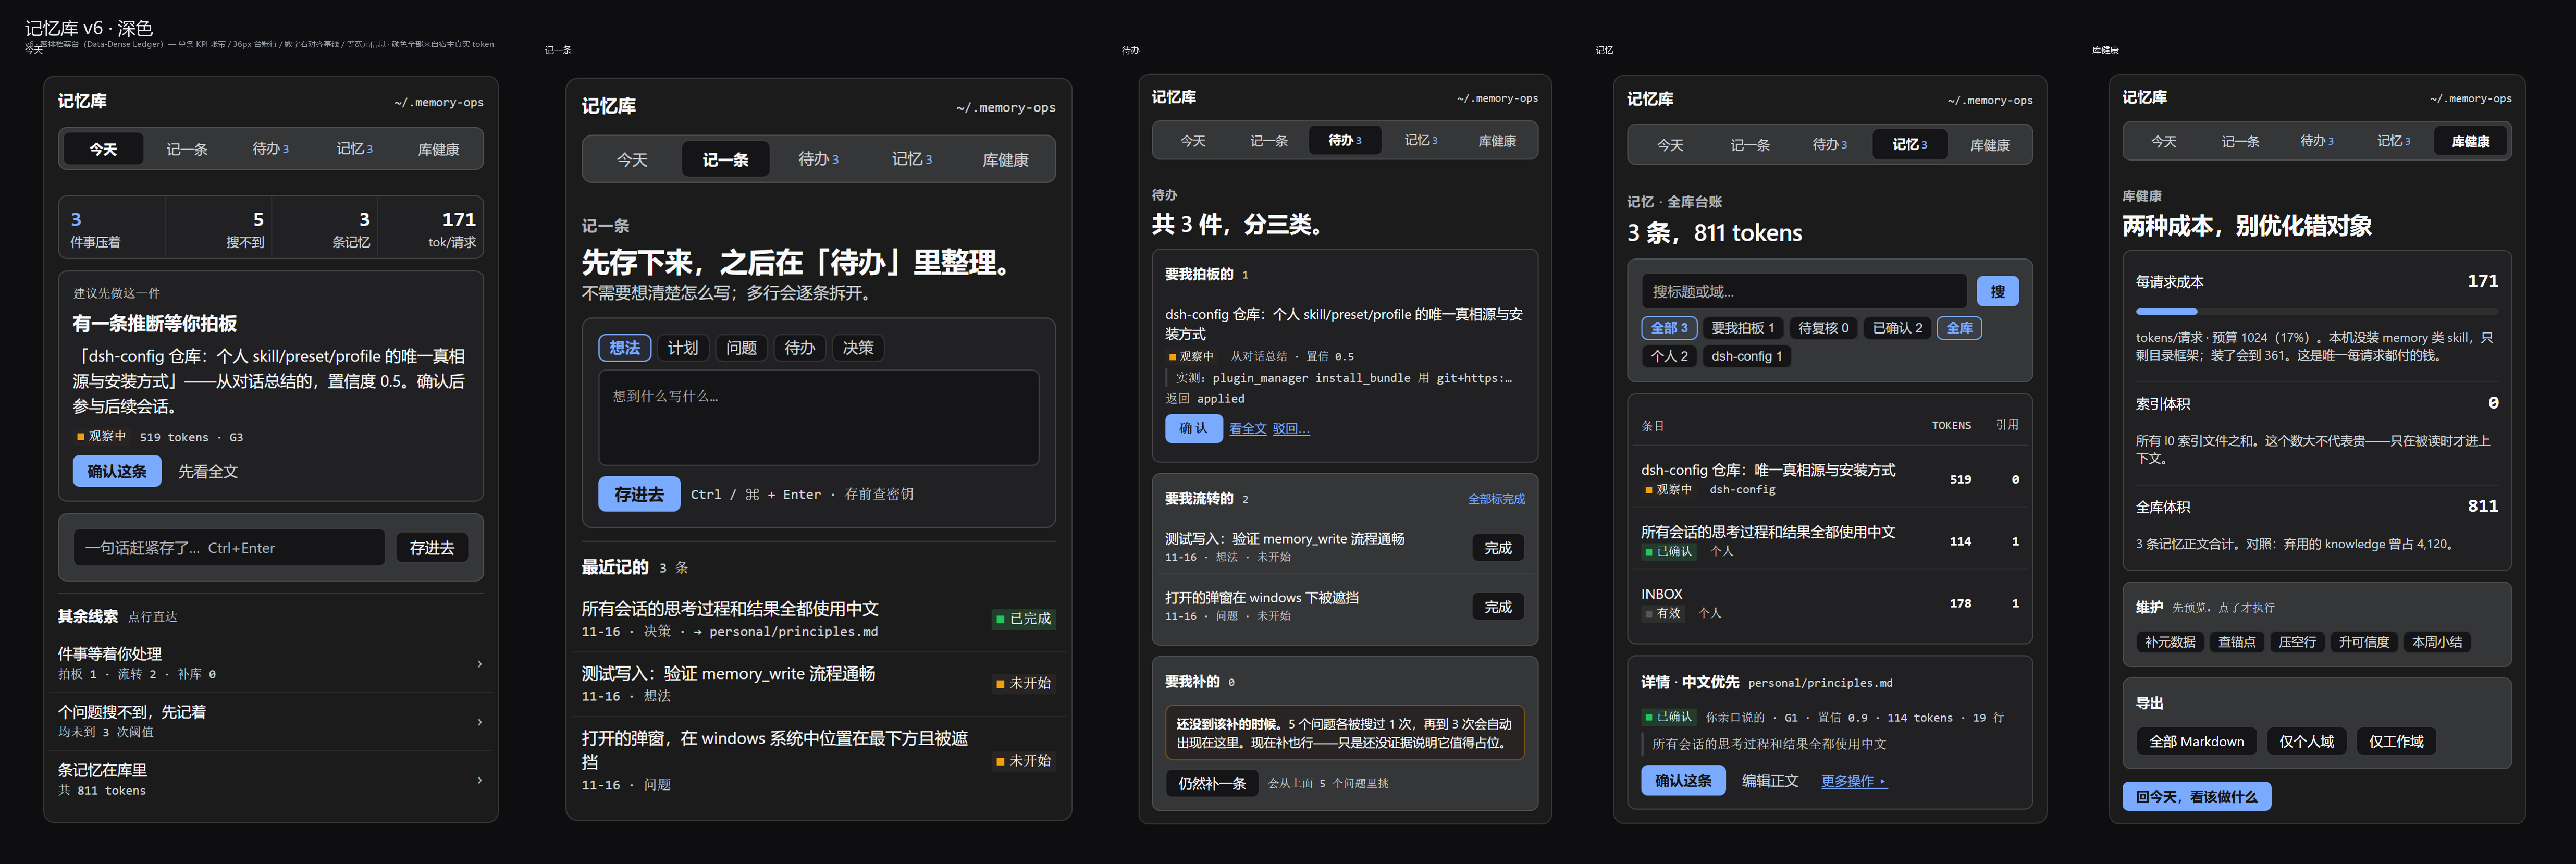 记忆库 v6 · 深色
v6 · 密排档案台（Data-Dense Ledger）— 单条 KPI 账带 / 36px 台账行 / 数字右对齐基线 / 等宽元信息 · 颜色全部来自宿主真实 token
今天
记忆库
~/.memory-ops
今天 记一条 待办 3 记忆 3 库健康
3 5 3 171
件事压着 搜不到 条记忆 tok/请求
建议先做这一件
有一条推断等你拍板
「dsh-config 仓库：个人 skill/preset/profile 的唯一真相
源与安装方式」——从对话总结的，置信度 0.5。确认后
参与后续会话。
观察中 519 tokens · G3
确认这条 先看全文
一句话赶紧存了… Ctrl+Enter 存进去
其余线索 点行直达
件事等着你处理
拍板 1 · 流转 2 · 补库 0
›
个问题搜不到，先记着
均未到 3 次阈值
›
条记忆在库里
共 811 tokens
›
记一条
记忆库
~/.memory-ops
今天 记一条 待办 3 记忆 3 库健康
记一条
先存下来，之后在「待办」里整理。
不需要想清楚怎么写；多行会逐条拆开。
想法 计划 问题 待办 决策
想到什么写什么…
存进去 Ctrl / ⌘ + Enter · 存前查密钥
最近记的 3 条
所有会话的思考过程和结果全都使用中文
11-16 · 决策 · → personal/principles.md
已完成
测试写入：验证 memory_write 流程通畅
11-16 · 想法
未开始
打开的弹窗，在 windows 系统中位置在最下方且被遮
挡
11-16 · 问题
未开始
待办
记忆库
~/.memory-ops
今天 记一条 待办 3 记忆 3 库健康
待办
共 3 件，分三类。
要我拍板的 1
dsh-config 仓库：个人 skill/preset/profile 的唯一真相源与安
装方式
观察中 从对话总结 · 置信 0.5
实测：plugin_manager install_bundle 用 git+https:…
返回 applied
确认 看全文 驳回…
要我流转的 2
全部标完成
测试写入：验证 memory_write 流程通畅
11-16 · 想法 · 未开始
完成
打开的弹窗在 windows 下被遮挡
11-16 · 问题 · 未开始
完成
要我补的 0
还没到该补的时候。5 个问题各被搜过 1 次，再到 3 次会自动
出现在这里。现在补也行——只是还没证据说明它值得占位。
仍然补一条 会从上面 5 个问题里挑
记忆
记忆库
~/.memory-ops
今天 记一条 待办 3 记忆 3 库健康
记忆 · 全库台账
3 条，811 tokens
搜标题或域… 搜
全部 3 要我拍板 1 待复核 0 已确认 2 全库
个人 2 dsh-config 1
条目 TOKENS 引用
dsh-config 仓库：唯一真相源与安装方式
观察中 dsh-config
519 0
所有会话的思考过程和结果全都使用中文
已确认 个人
114 1
INBOX
有效 个人
178 1
详情 · 中文优先 personal/principles.md
已确认 你亲口说的 · G1 · 置信 0.9 · 114 tokens · 19 行
所有会话的思考过程和结果全都使用中文
确认这条 编辑正文 更多操作 ▸
库健康
记忆库
~/.memory-ops
今天 记一条 待办 3 记忆 3 库健康
库健康
两种成本，别优化错对象
每请求成本 171
tokens/请求 · 预算 1024（17%）。本机没装 memory 类 skill，只
剩目录框架；装了会到 361。这是唯一每请求都付的钱。
索引体积 0
所有 l0 索引文件之和。这个数大不代表贵——只在被读时才进上
下文。
全库体积 811
3 条记忆正文合计。对照：弃用的 knowledge 曾占 4,120。
维护 先预览，点了才执行
补元数据 查锚点 压空行 升可信度 本周小结
导出
全部 Markdown 仅个人域 仅工作域
回今天，看该做什么